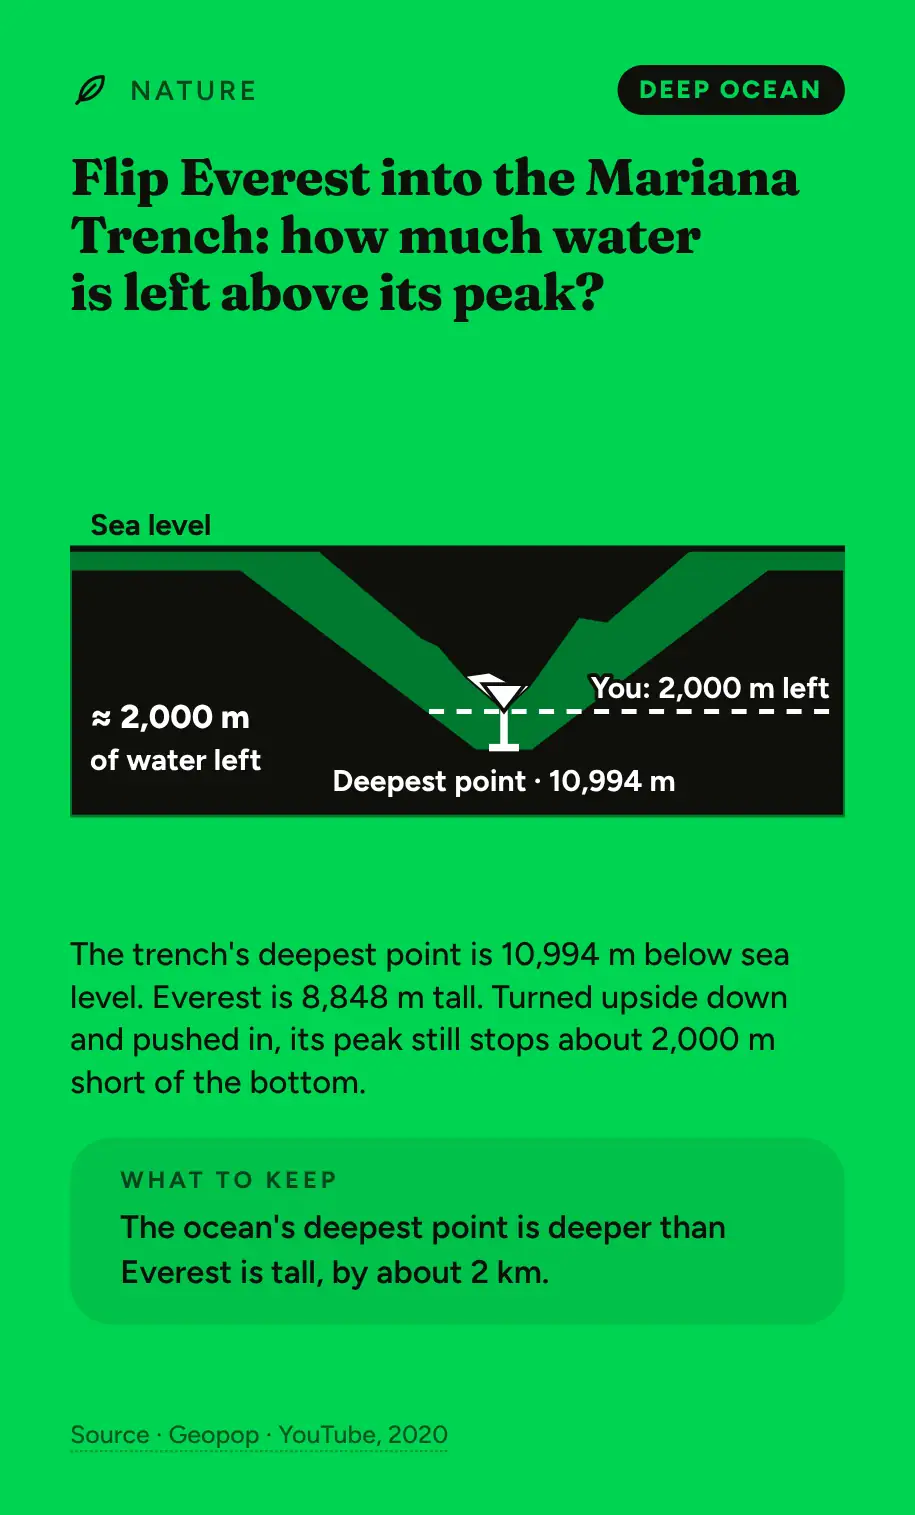 NATURE
DEEP OCEAN
Flip Everest into the Mariana
Trench: how much water
is left above its peak?
Sea level
You: 2,000 m left
≈ 2,000 m
of water left
Deepest point · 10,994 m
The trench's deepest point is 10,994 m below sea
level. Everest is 8,848 m tall. Turned upside down
and pushed in, its peak still stops about 2,000 m
short of the bottom.
WHAT TO KEEP
The ocean's deepest point is deeper than
Everest is tall, by about 2 km.
Source · Geopop · YouTube, 2020